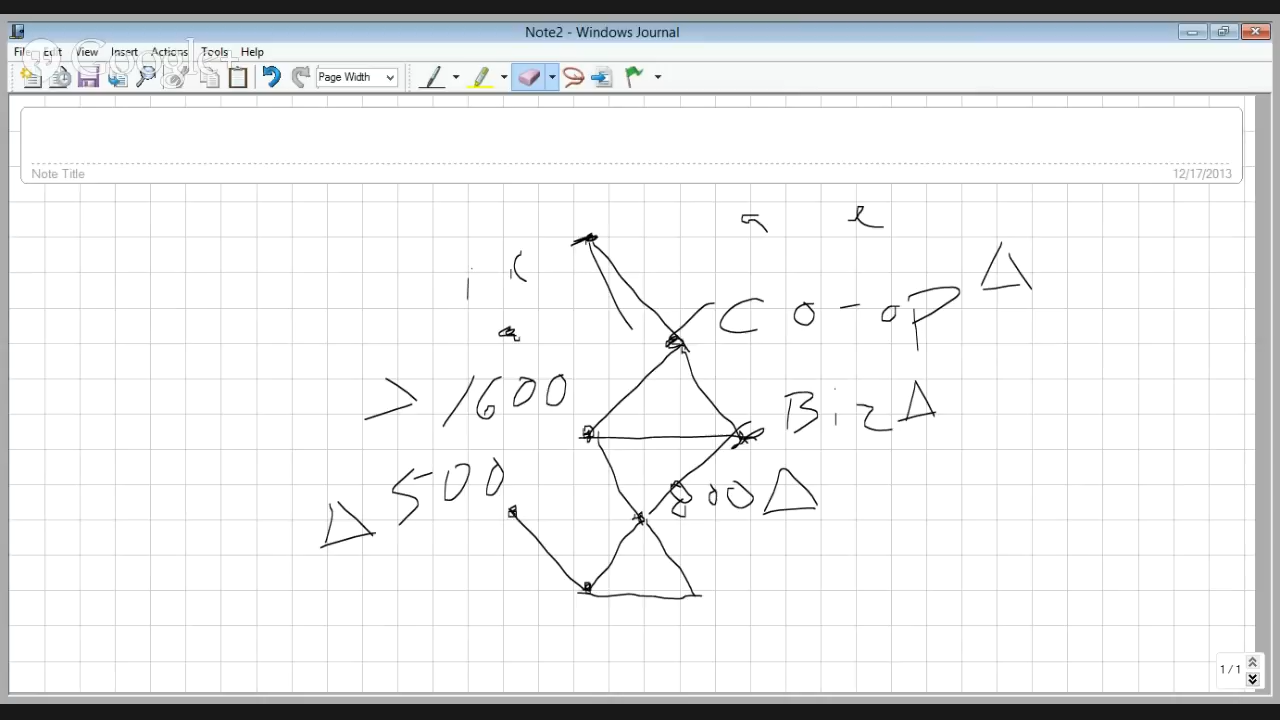 Note2 - Windows Journal
File Edit View Insert Actions Tools Help
Google+
Page Width
Note Title
12/17/2013
Co-op Δ
> 1600
Biz Δ
Δ 500
800 Δ
1/1